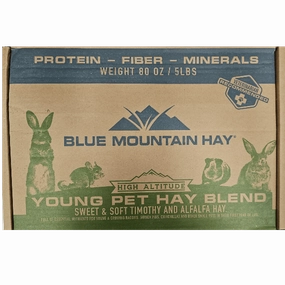 PROTEIN - FIBER - MINERALS
WEIGHT 80 OZ / 5LBS
BLUE MOUNTAIN HAY
HIGH ALTITUDE
YOUNG PET HAY BLEND
SWEET & SOFT TIMOTHY AND ALFALFA HAY